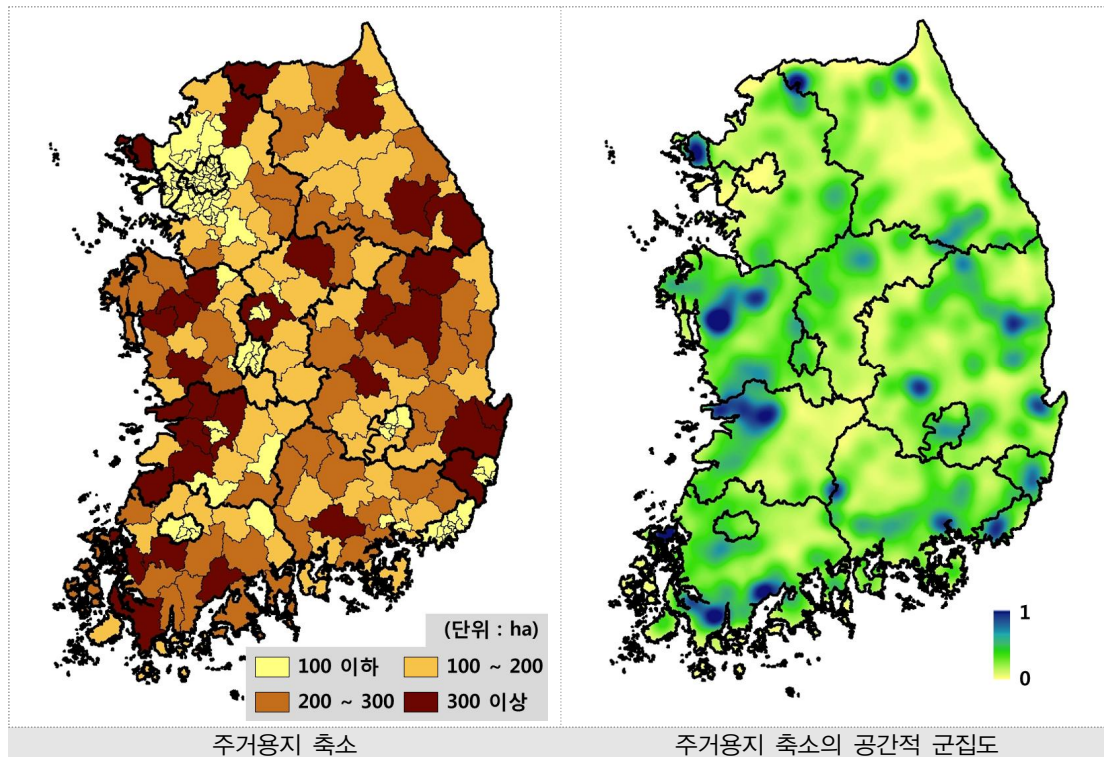 (단위 : ha)
100 이하
100 ~ 200
200 ~ 300
300 이상
1
0
주거용지 축소
주거용지 축소의 공간적 군집도